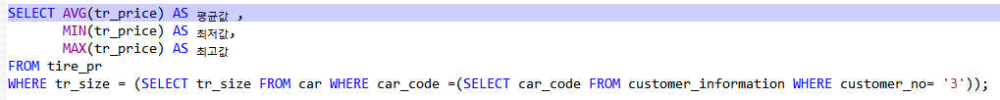 SELECT AVG(tr_price) AS 평균값 ,
MIN(tr_price) AS 최저값,
MAX(tr_price) AS 최고값
FROM tire_pr
WHERE tr_size = (SELECT tr_size FROM car WHERE car_code =(SELECT car_code FROM customer_information WHERE customer_no= '3'));